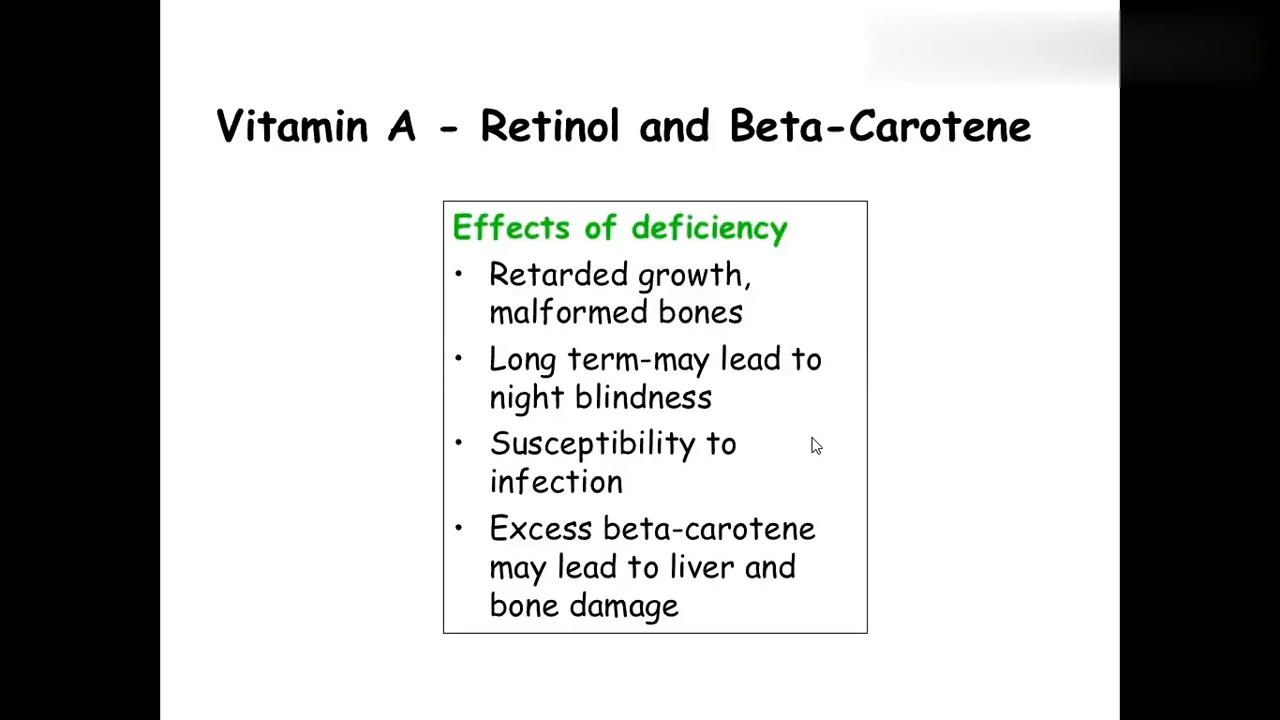 Vitamin A - Retinol and Beta-Carotene
Effects of deficiency
• Retarded growth,
malformed bones
• Long term-may lead to
night blindness
• Susceptibility to
infection
• Excess beta-carotene
may lead to liver and
bone damage